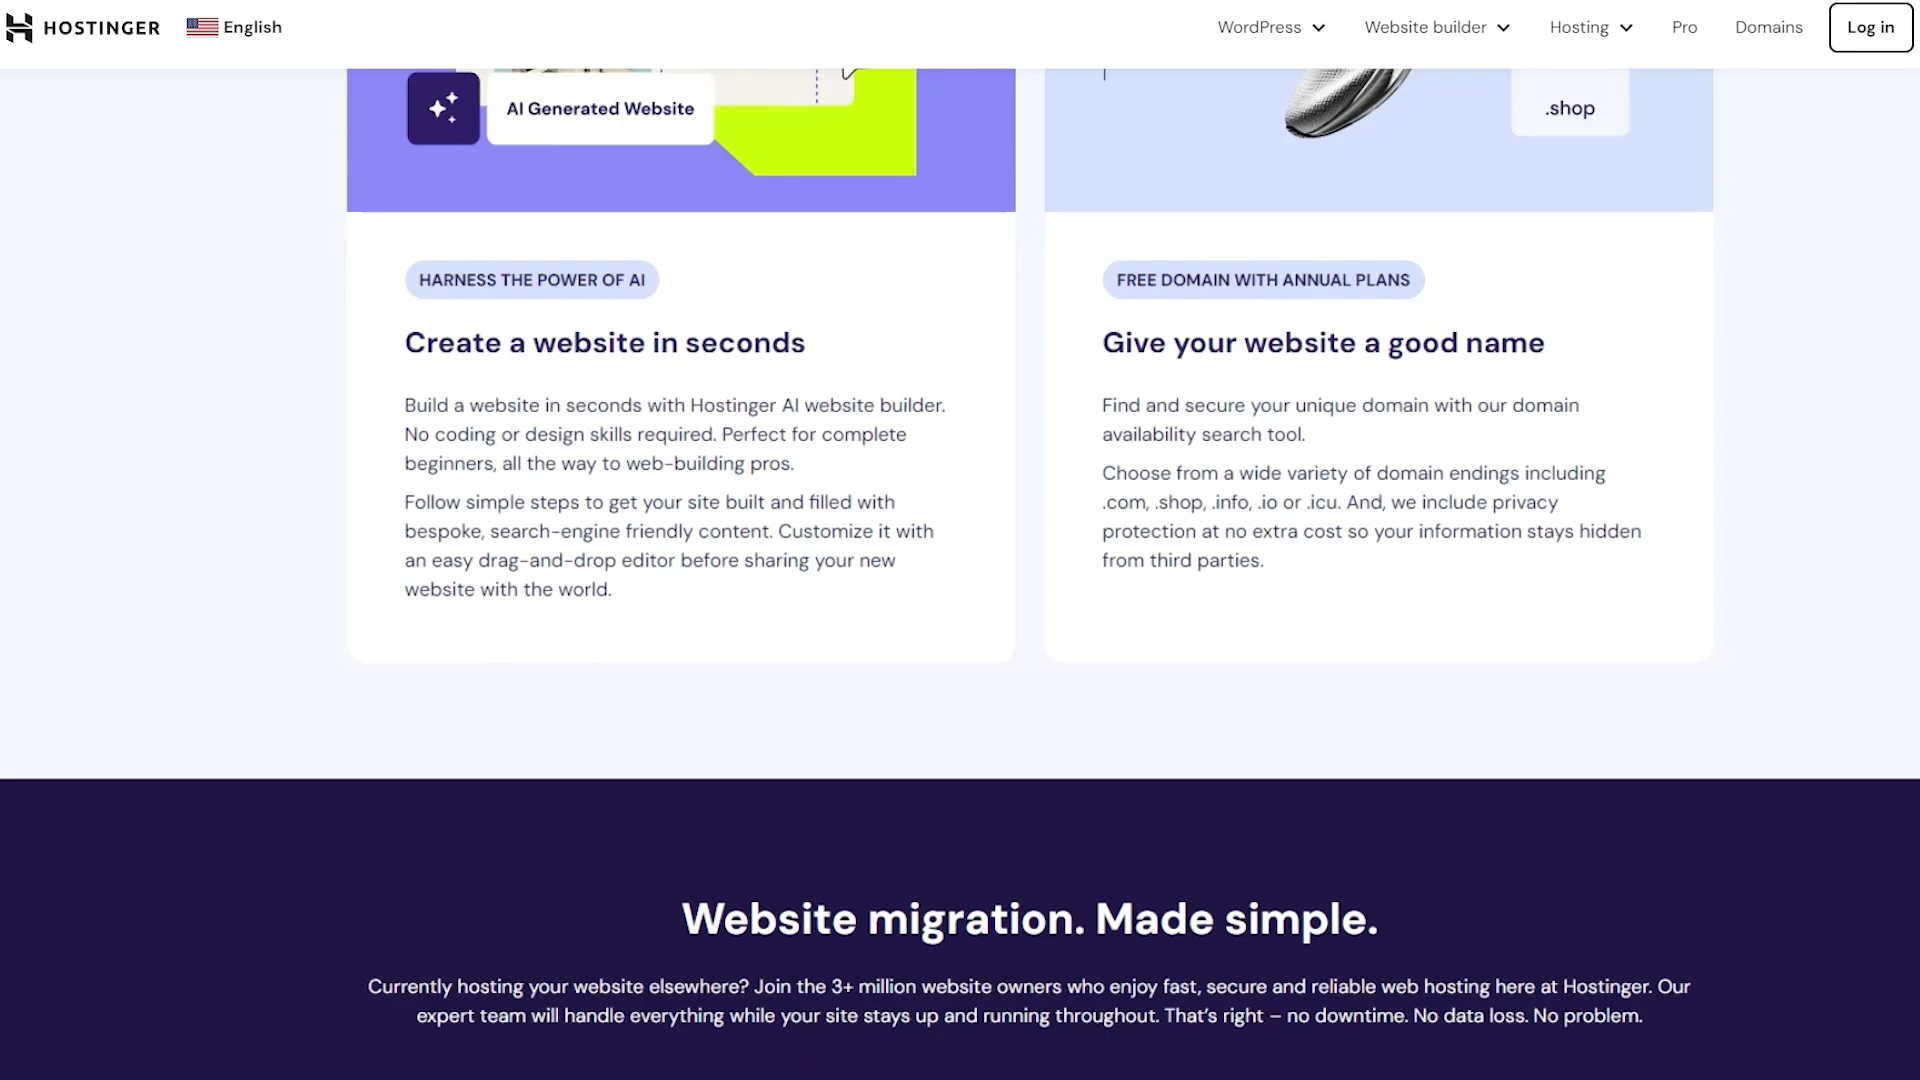 HOSTINGER
English
WordPress
Website builder
Hosting
Pro
Domains
Log in
AI Generated Website
.shop
HARNESS THE POWER OF AI
Create a website in seconds
Build a website in seconds with Hostinger AI website builder.
No coding or design skills required. Perfect for complete
beginners, all the way to web-building pros.
Follow simple steps to get your site built and filled with
bespoke, search-engine friendly content. Customize it with
an easy drag-and-drop editor before sharing your new
website with the world.
FREE DOMAIN WITH ANNUAL PLANS
Give your website a good name
Find and secure your unique domain with our domain
availability search tool.
Choose from a wide variety of domain endings including
.com, .shop, .info, .io or .icu. And, we include privacy
protection at no extra cost so your information stays hidden
from third parties.
Website migration. Made simple.
Currently hosting your website elsewhere? Join the 3+ million website owners who enjoy fast, secure and reliable web hosting here at Hostinger. Our
expert team will handle everything while your site stays up and running throughout. That's right – no downtime. No data loss. No problem.